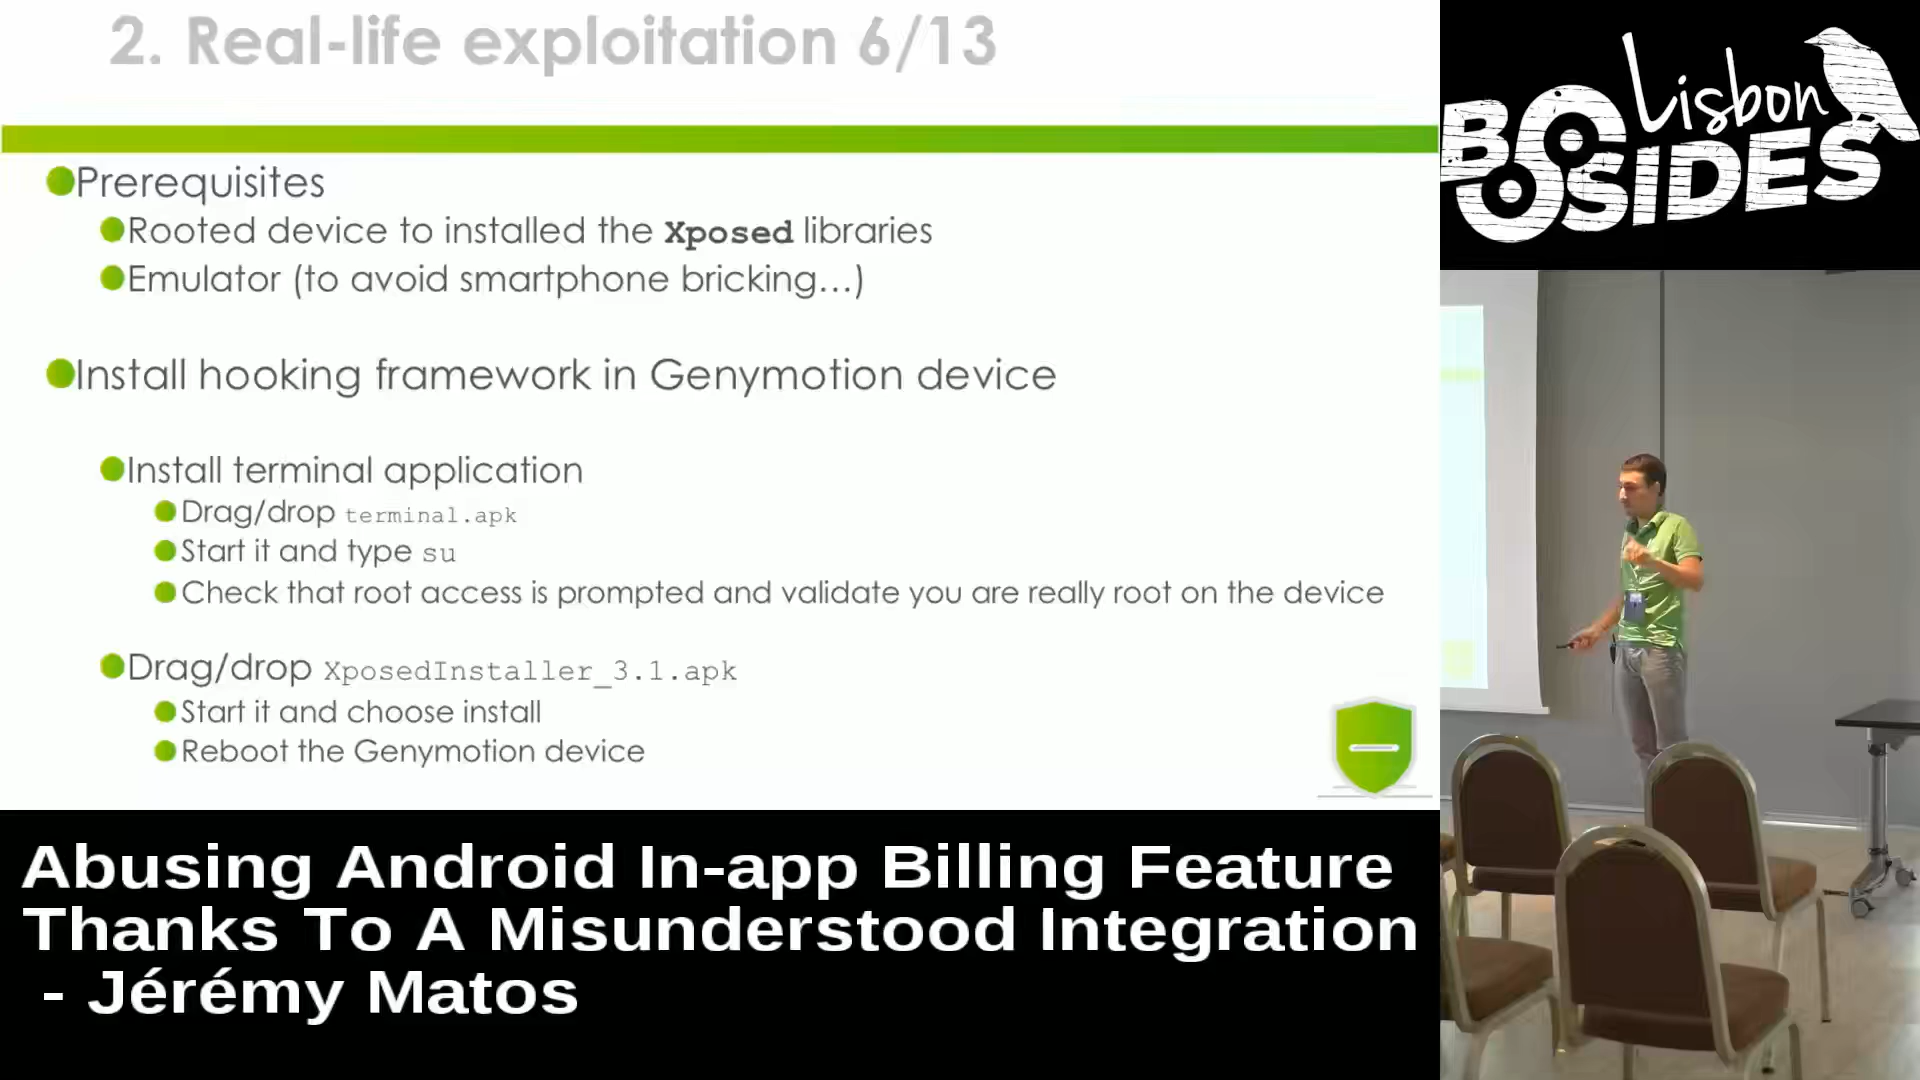 2. Real-life exploitation 6/13
Prerequisites
Rooted device to installed the Xposed libraries
Emulator (to avoid smartphone bricking...)
Install hooking framework in Genymotion device
Install terminal application
Drag/drop terminal.apk
Start it and type su
Check that root access is prompted and validate you are really root on the device
Drag/drop XposedInstaller_3.1.apk
Start it and choose install
Reboot the Genymotion device
Lisbon
BSIDES
Abusing Android In-app Billing Feature
Thanks To A Misunderstood Integration
- Jérémy Matos